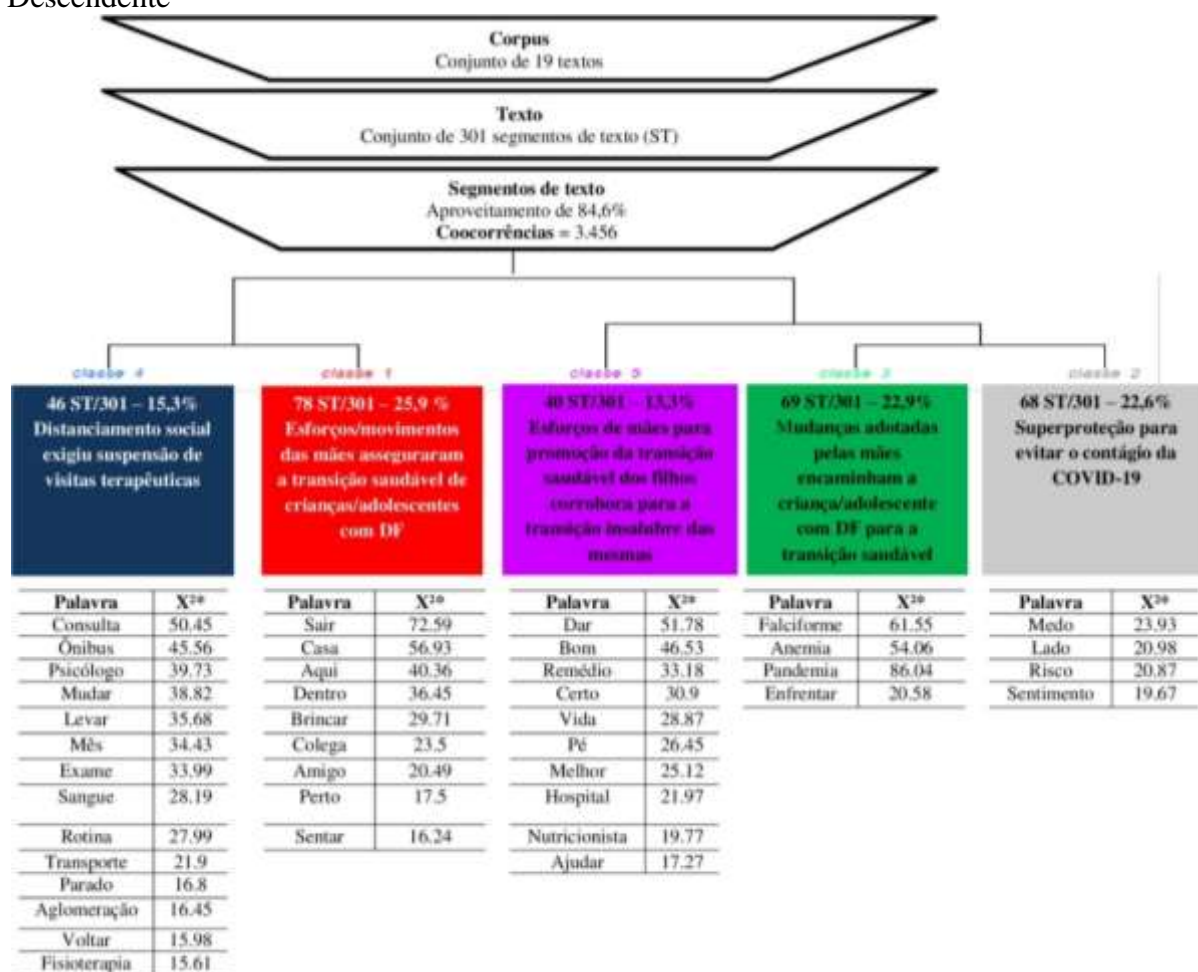 Descendente
Corpus
Conjunto de 19 textos
Texto
Conjunto de 301 segmentos de texto (ST)
Segmentos de texto
Aproveitamento de 84,6%
Coocorrências = 3.456
classe 4
46 ST/301 – 15,3%
Distanciamento social
exigiu suspensão de
visitas terapêuticas
Palavra X²*
Consulta 50.45
Ônibus 45.56
Psicólogo 39.73
Mudar 38.82
Levar 35.68
Mês 34.43
Exame 33.99
Sangue 28.19
Rotina 27.99
Transporte 21.9
Parado 16.8
Aglomeração 16.45
Voltar 15.98
Fisioterapia 15.61
classe 1
78 ST/301 – 25,9 %
Esforços/movimentos
das mães asseguraram
a transição saudável de
crianças/adolescentes
com DF
Palavra X²*
Sair 72.59
Casa 56.93
Aqui 40.36
Dentro 36.45
Brincar 29.71
Colega 23.5
Amigo 20.49
Perto 17.5
Sentar 16.24
classe 5
40 ST/301 – 13,3%
Esforços de mães para
promoção da transição
saudável dos filhos
corrobora para a
transição insalubre das
mesmas
Palavra X²*
Dar 51.78
Bom 46.53
Remédio 33.18
Certo 30.9
Vida 28.87
Pé 26.45
Melhor 25.12
Hospital 21.97
Nutricionista 19.77
Ajudar 17.27
classe 3
69 ST/301 – 22,9%
Mudanças adotadas
pelas mães
encaminham a
criança/adolescente
com DF para a
transição saudável
Palavra X²*
Falciforme 61.55
Anemia 54.06
Pandemia 86.04
Enfrentar 20.58
classe 2
68 ST/301 – 22,6%
Superproteção para
evitar o contágio da
COVID-19
Palavra X²*
Medo 23.93
Lado 20.98
Risco 20.87
Sentimento 19.67